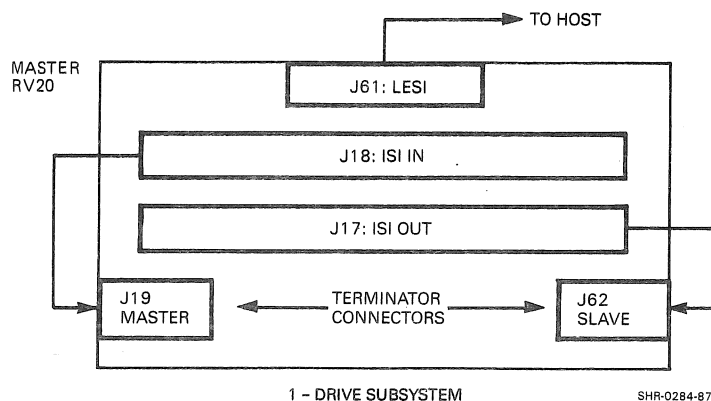 TO HOST
MASTER
RV20
J61: LESI
J18: ISI IN
J17: ISI OUT
J19
MASTER
TERMINATOR
CONNECTORS
J62
SLAVE
1 – DRIVE SUBSYSTEM
SHR-0284-87